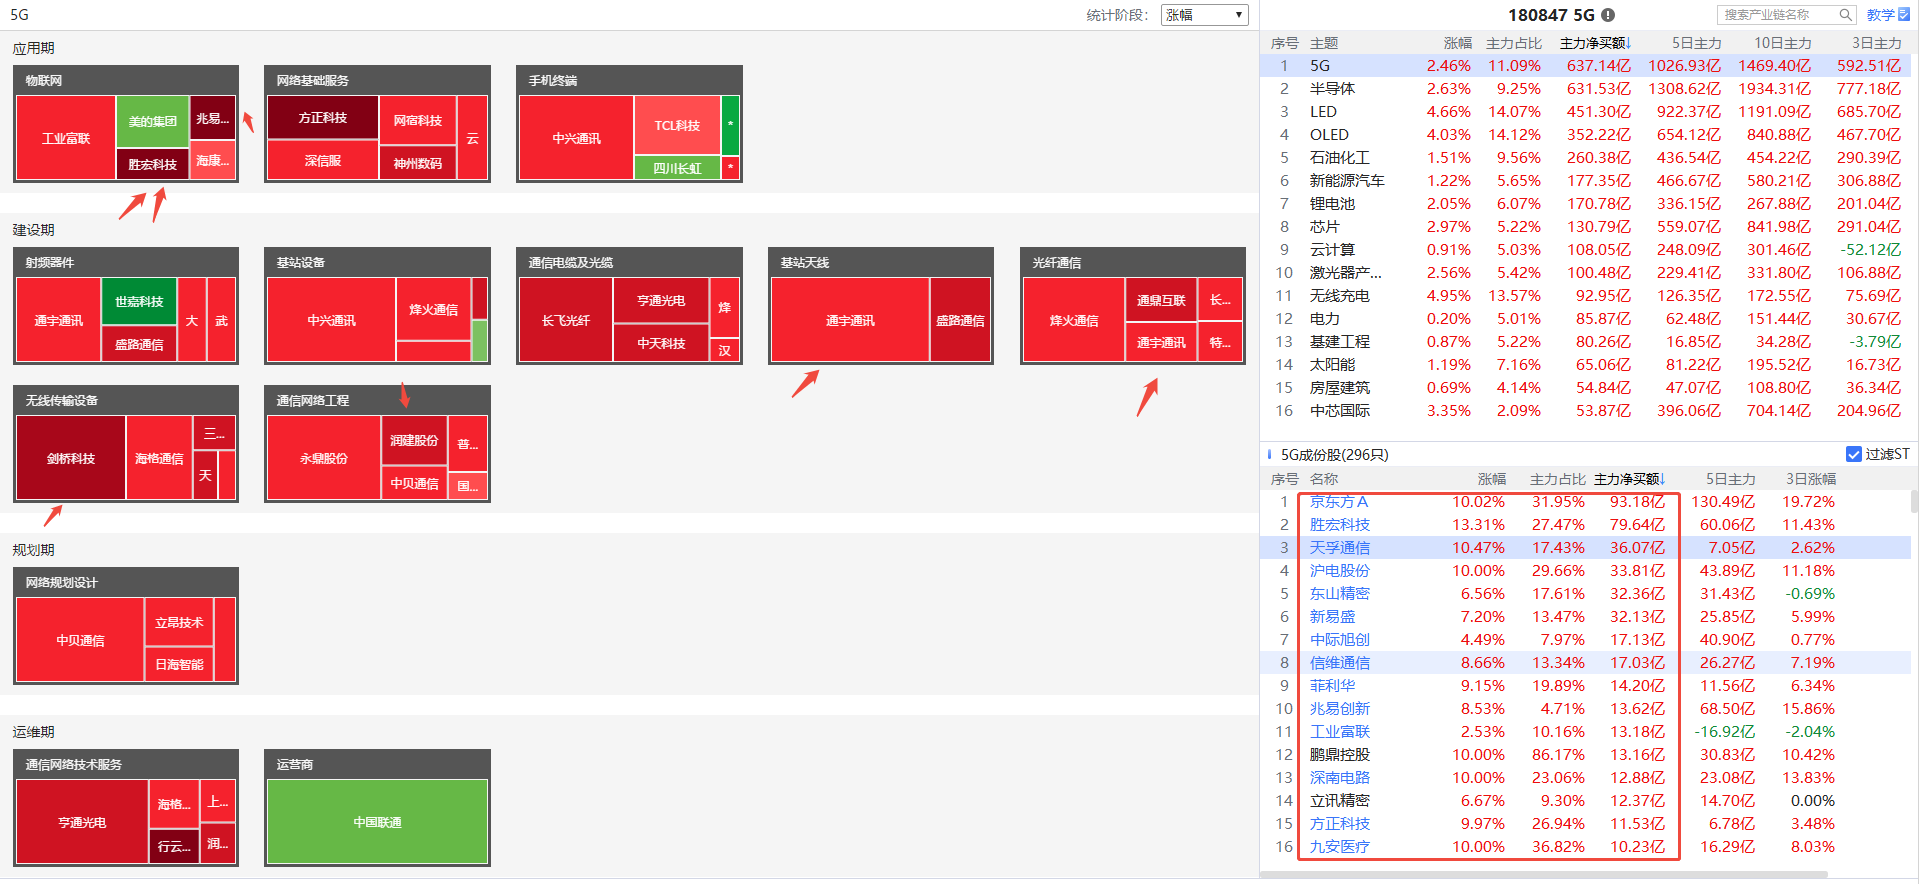 5G
统计阶段: 涨幅
应用期
物联网
工业富联
美的集团
兆易...
胜宏科技
海康...
网络基础服务
方正科技
网宿科技
云
深信服
神州数码
手机终端
中兴通讯
TCL科技
*
四川长虹
*
建设期
射频器件
通宇通讯
世嘉科技
大
武
盛路通信
基站设备
中兴通讯
烽火通信
通信电缆及光缆
长飞光纤
亨通光电
烽
中天科技
汉
基站天线
通宇通讯
盛路通信
光纤通信
烽火通信
通鼎互联
长...
通宇通讯
特...
无线传输设备
剑桥科技
海格通信
三...
天
通信网络工程
永鼎股份
润建股份
普...
中贝通信
国...
规划期
网络规划设计
中贝通信
立昂技术
日海智能
运维期
通信网络技术服务
亨通光电
海格...
上...
行云...
润...
运营商
中国联通
180847 5G
搜索产业链名称
教学
序号 主题 涨幅 主力占比 主力净买额↓ 5日主力 10日主力 3日主力
1 5G 2.46% 11.09% 637.14亿 1026.93亿 1469.40亿 592.51亿
2 半导体 2.63% 9.25% 631.53亿 1308.62亿 1934.31亿 777.18亿
3 LED 4.66% 14.07% 451.30亿 922.37亿 1191.09亿 685.70亿
4 OLED 4.03% 14.12% 352.22亿 654.12亿 840.88亿 467.70亿
5 石油化工 1.51% 9.56% 260.38亿 436.54亿 454.22亿 290.39亿
6 新能源汽车 1.22% 5.65% 177.35亿 466.67亿 580.21亿 306.88亿
7 锂电池 2.05% 6.07% 170.78亿 336.15亿 267.88亿 201.04亿
8 芯片 2.97% 5.22% 130.79亿 559.07亿 841.98亿 291.04亿
9 云计算 0.91% 5.03% 108.05亿 248.09亿 301.46亿 -52.12亿
10 激光器产... 2.56% 5.42% 100.48亿 229.41亿 331.80亿 106.88亿
11 无线充电 4.95% 13.57% 92.95亿 126.35亿 172.55亿 75.69亿
12 电力 0.20% 5.01% 85.87亿 62.48亿 151.44亿 30.67亿
13 基建工程 0.87% 5.22% 80.26亿 16.85亿 34.28亿 -3.79亿
14 太阳能 1.19% 7.16% 65.06亿 81.22亿 195.52亿 16.73亿
15 房屋建筑 0.69% 4.14% 54.84亿 47.07亿 108.80亿 36.34亿
16 中芯国际 3.35% 2.09% 53.87亿 396.06亿 704.14亿 204.96亿
5G成份股(296只) 过滤ST
序号 名称 涨幅 主力占比 主力净买额↓ 5日主力 3日涨幅
1 京东方A 10.02% 31.95% 93.18亿 130.49亿 19.72%
2 胜宏科技 13.31% 27.47% 79.64亿 60.06亿 11.43%
3 天孚通信 10.47% 17.43% 36.07亿 7.05亿 2.62%
4 沪电股份 10.00% 29.66% 33.81亿 43.89亿 11.18%
5 东山精密 6.56% 17.61% 32.36亿 31.43亿 -0.69%
6 新易盛 7.20% 13.47% 32.13亿 25.85亿 5.99%
7 中际旭创 4.49% 7.97% 17.13亿 40.90亿 0.77%
8 信维通信 8.66% 13.34% 17.03亿 26.27亿 7.19%
9 菲利华 9.15% 19.89% 14.20亿 11.56亿 6.34%
10 兆易创新 8.53% 4.71% 13.62亿 68.50亿 15.86%
11 工业富联 2.53% 10.16% 13.18亿 -16.92亿 -2.04%
12 鹏鼎控股 10.00% 86.17% 13.16亿 30.83亿 10.42%
13 深南电路 10.00% 23.06% 12.88亿 23.08亿 13.83%
14 立讯精密 6.67% 9.30% 12.37亿 14.70亿 0.00%
15 方正科技 9.97% 26.94% 11.53亿 6.78亿 3.48%
16 九安医疗 10.00% 36.82% 10.23亿 16.29亿 8.03%